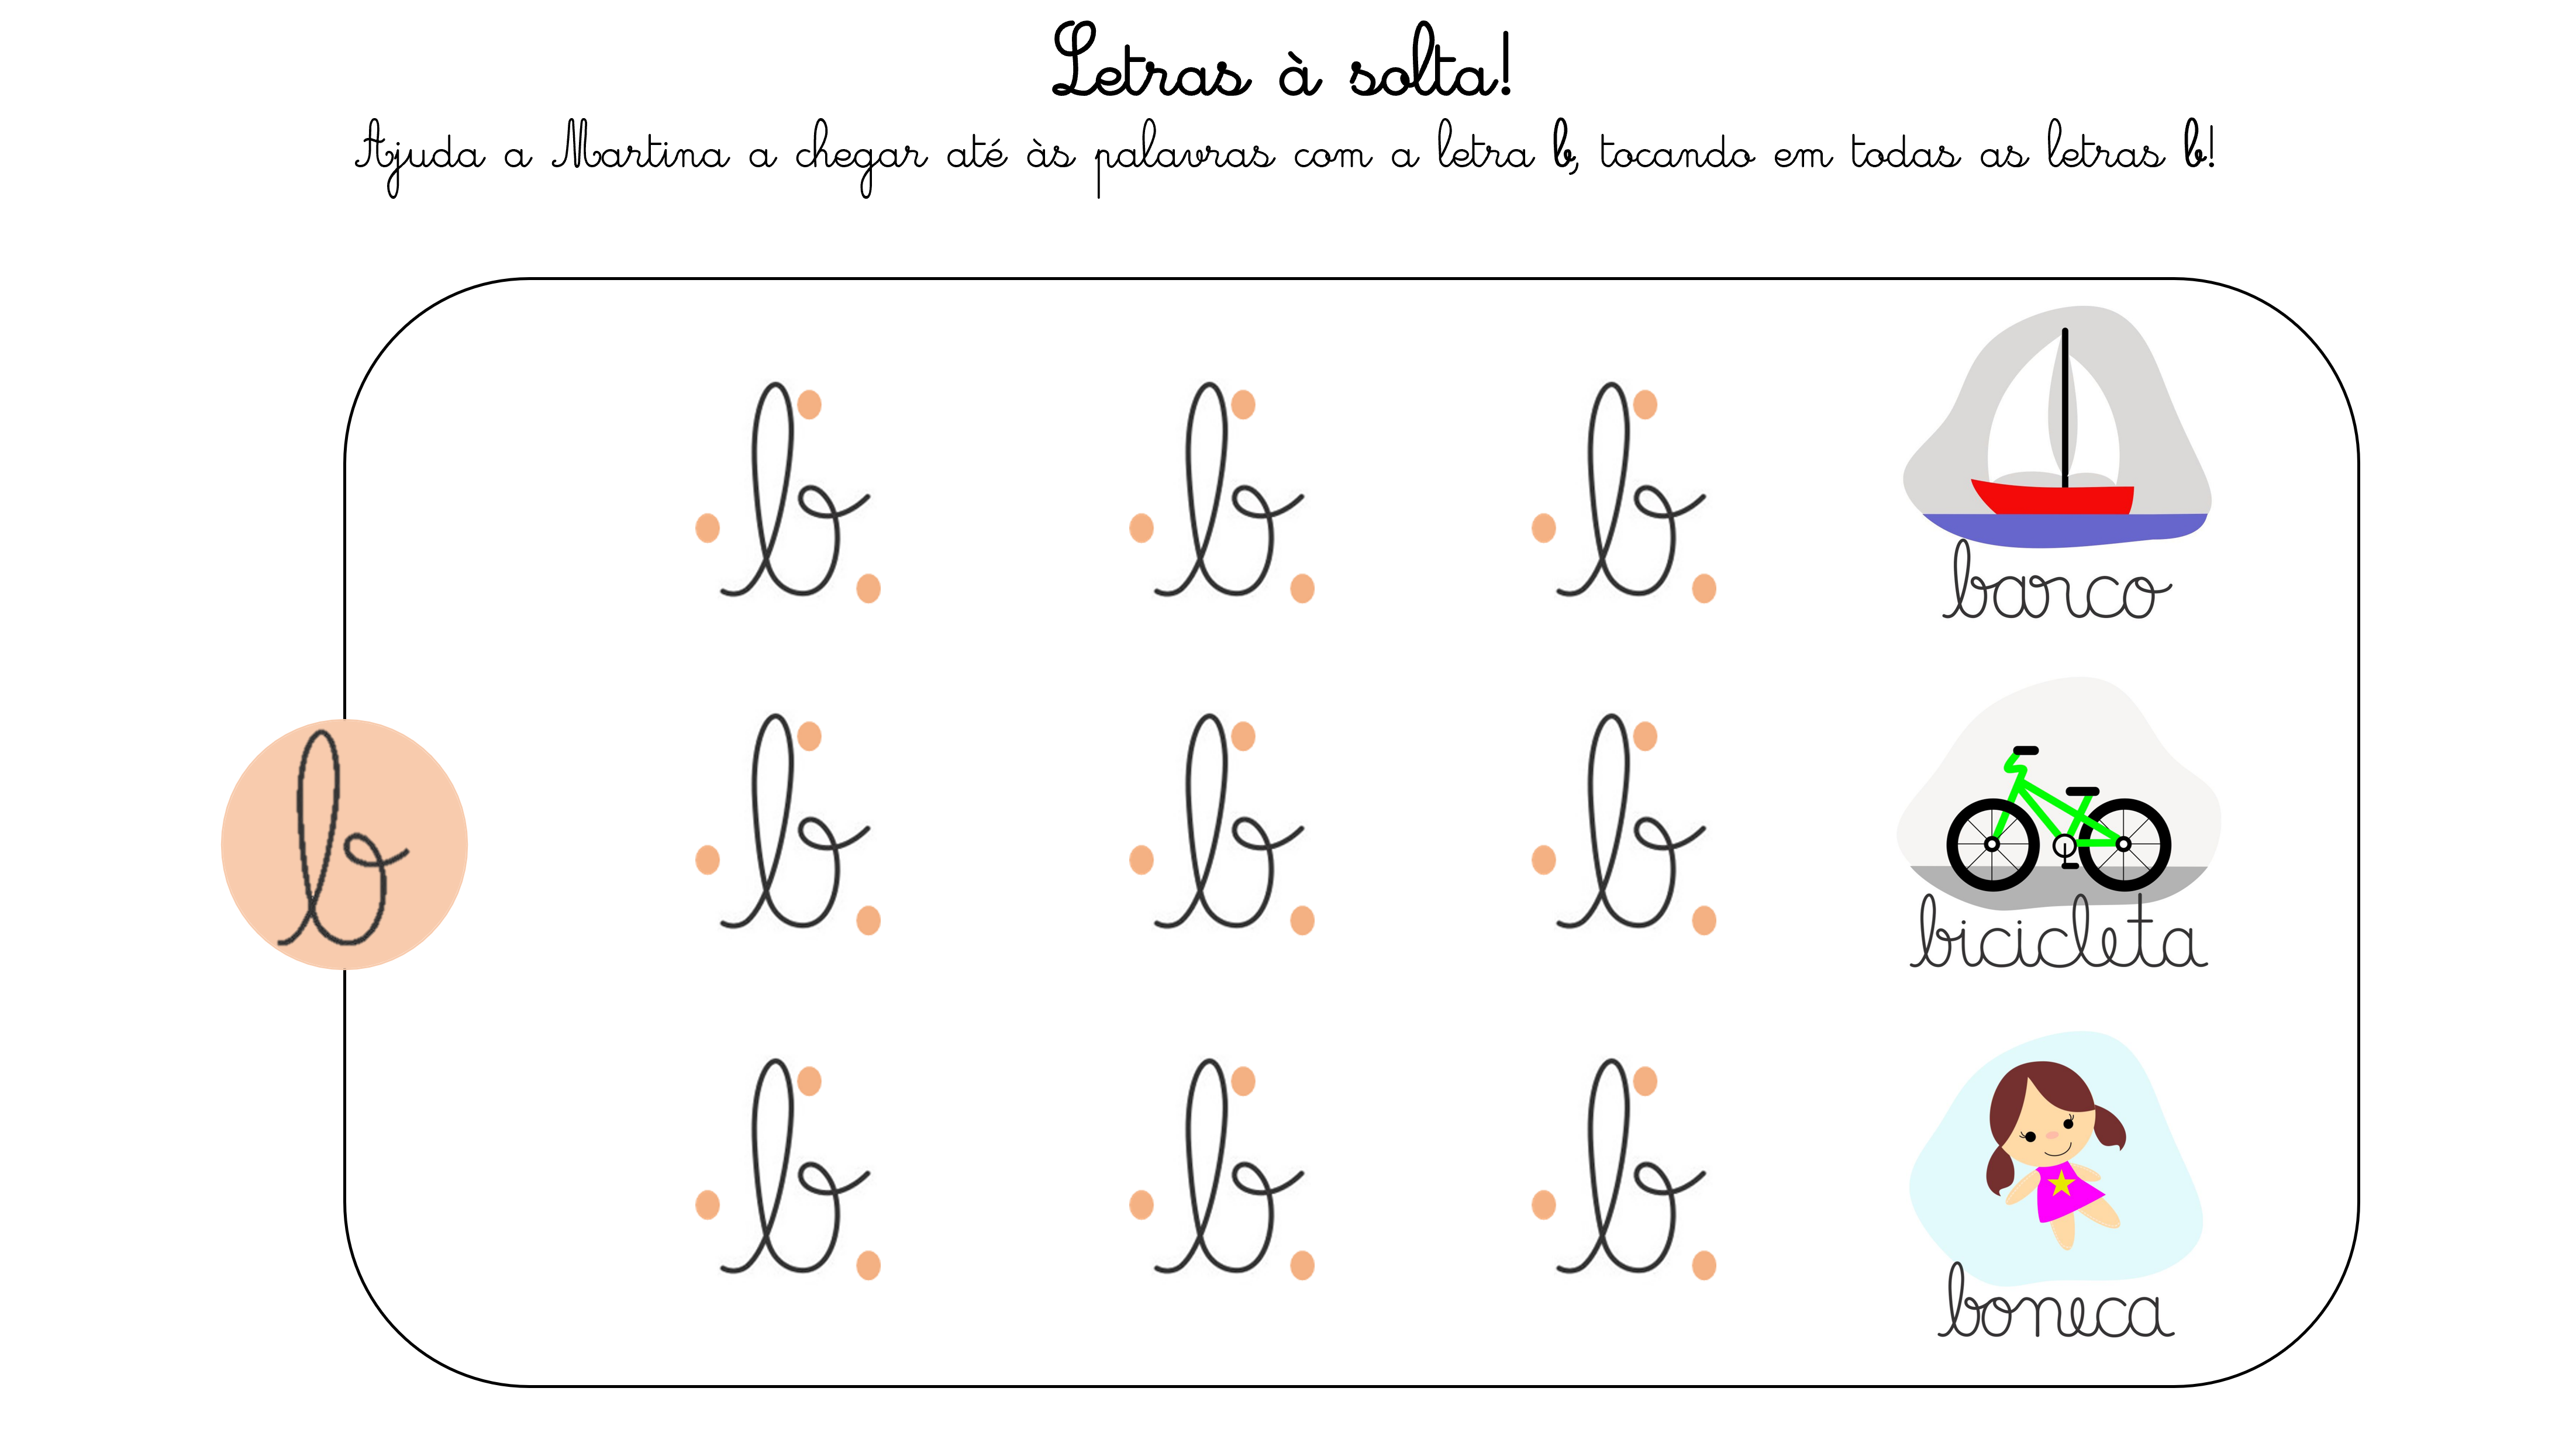 Letras à solta!
Ajuda a Martina a chegar até às palavras com a letra b, tocando em todas as letras b!
b b b
barco
b
b b b
bicicleta
b b b
boneca